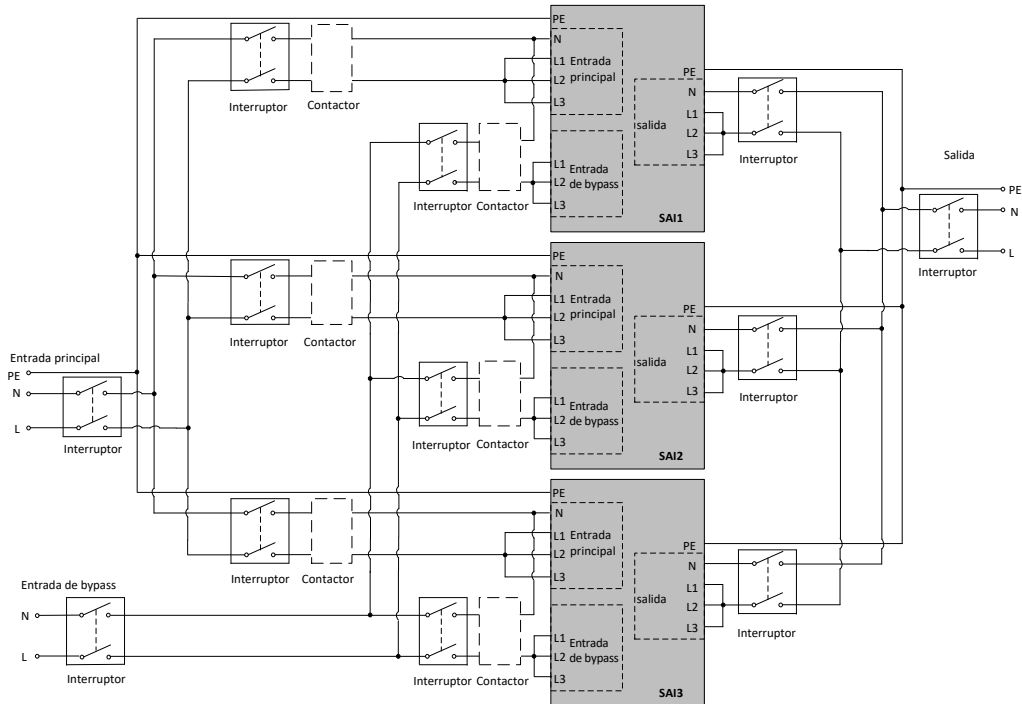 PE
N
L1
L2
L3
Entrada
principal
Interruptor
Contactor
L1
L2
L3
Entrada
de bypass
Interruptor
Contactor
SAI1
PE
N
L1
L2
L3
salida
Interruptor
Salida
PE
N
L
Interruptor
PE
N
L1
L2
L3
Entrada
principal
Interruptor
Contactor
L1
L2
L3
Entrada
de bypass
Interruptor
Contactor
SAI2
PE
N
L1
L2
L3
salida
Interruptor
Entrada principal
PE
N
L
Interruptor
PE
N
L1
L2
L3
Entrada
principal
Interruptor
Contactor
L1
L2
L3
Entrada
de bypass
Interruptor
Contactor
SAI3
PE
N
L1
L2
L3
salida
Interruptor
Entrada de bypass
N
L
Interruptor